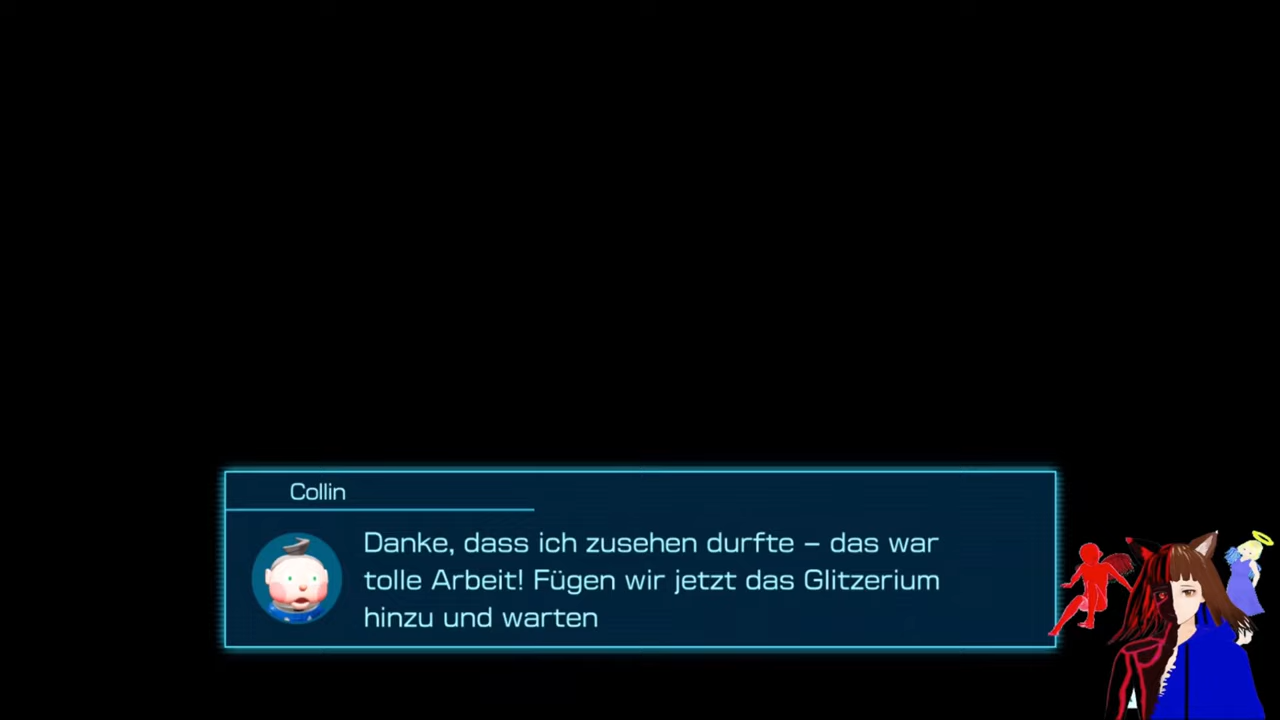 Collin
Danke, dass ich zusehen durfte – das war
tolle Arbeit! Fügen wir jetzt das Glitzerium
hinzu und warten